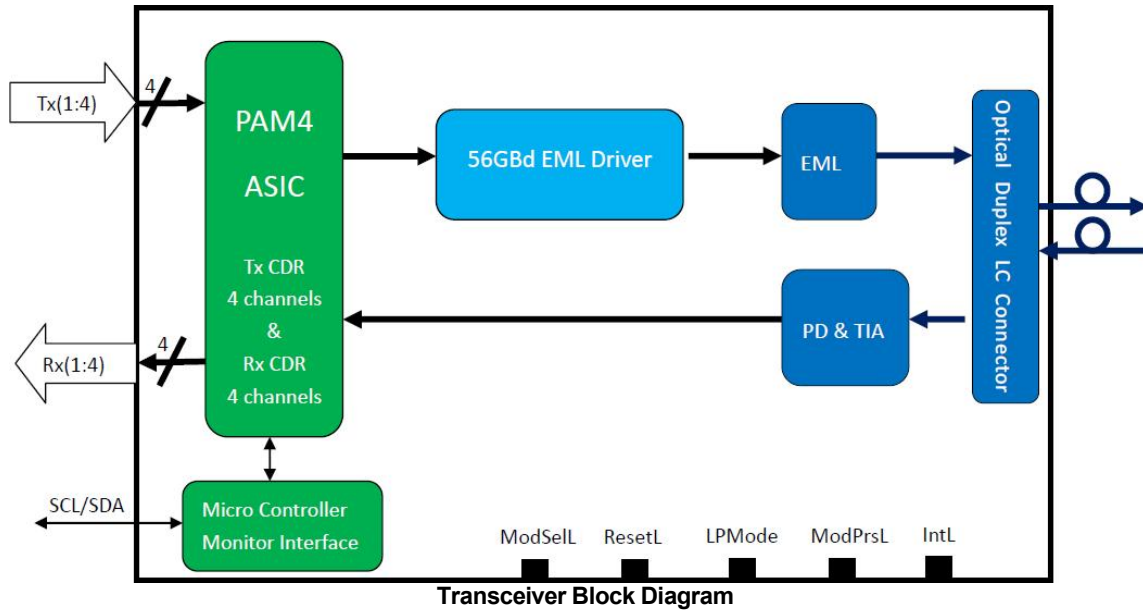 Tx(1:4)
4
PAM4
ASIC
Tx CDR
4 channels
&
Rx CDR
4 channels
56GBd EML Driver
EML
Optical Duplex LC Connector
PD & TIA
Rx(1:4)
4
SCL/SDA
Micro Controller
Monitor Interface
ModSelL
ResetL
LPMode
ModPrsL
IntL
Transceiver Block Diagram